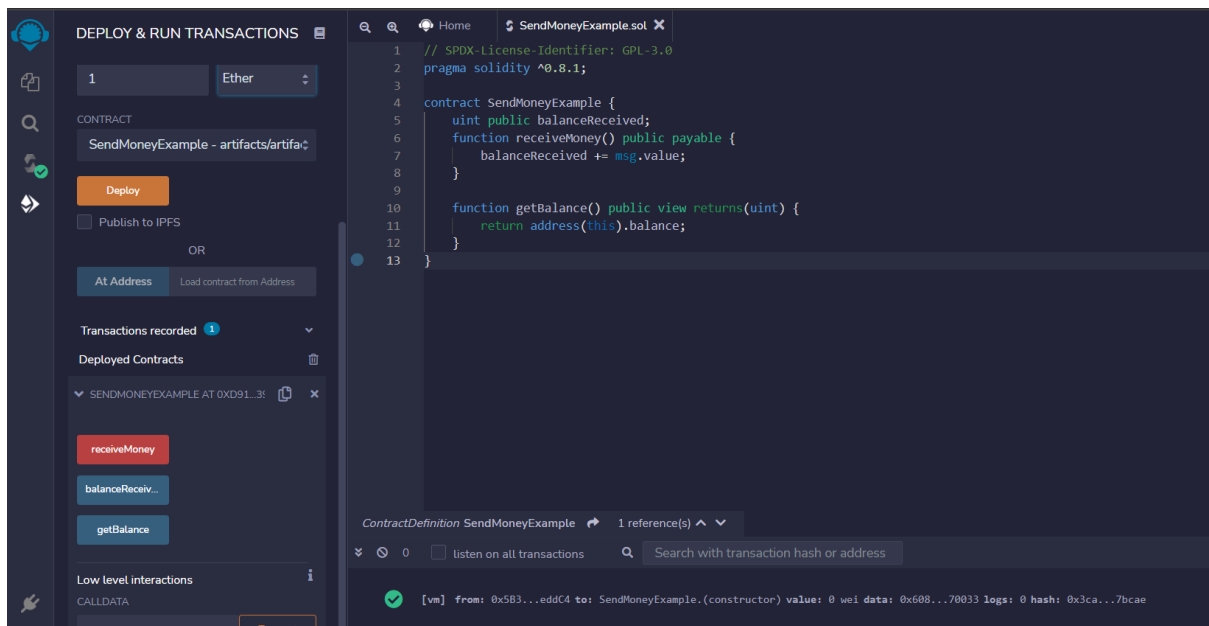 DEPLOY & RUN TRANSACTIONS
1 Ether
CONTRACT
SendMoneyExample - artifacts/artifac
Deploy
Publish to IPFS
OR
At Address Load contract from Address
Transactions recorded 1
Deployed Contracts
SENDMONEYEXAMPLE AT 0XD91...39
receiveMoney
balanceReceiv...
getBalance
Low level interactions
i
CALLDATA
Home SendMoneyExample.sol
1 // SPDX-License-Identifier: GPL-3.0
2 pragma solidity ^0.8.1;
3
4 contract SendMoneyExample {
5 uint public balanceReceived;
6 function receiveMoney() public payable {
7 balanceReceived += msg.value;
8 }
9
10 function getBalance() public view returns(uint) {
11 return address(this).balance;
12 }
13 }
ContractDefinition SendMoneyExample 1 reference(s)
0 listen on all transactions Search with transaction hash or address
[vm] from: 0x5B3...eddC4 to: SendMoneyExample.(constructor) value: 0 wei data: 0x608...70033 logs: 0 hash: 0x3ca...7bcae